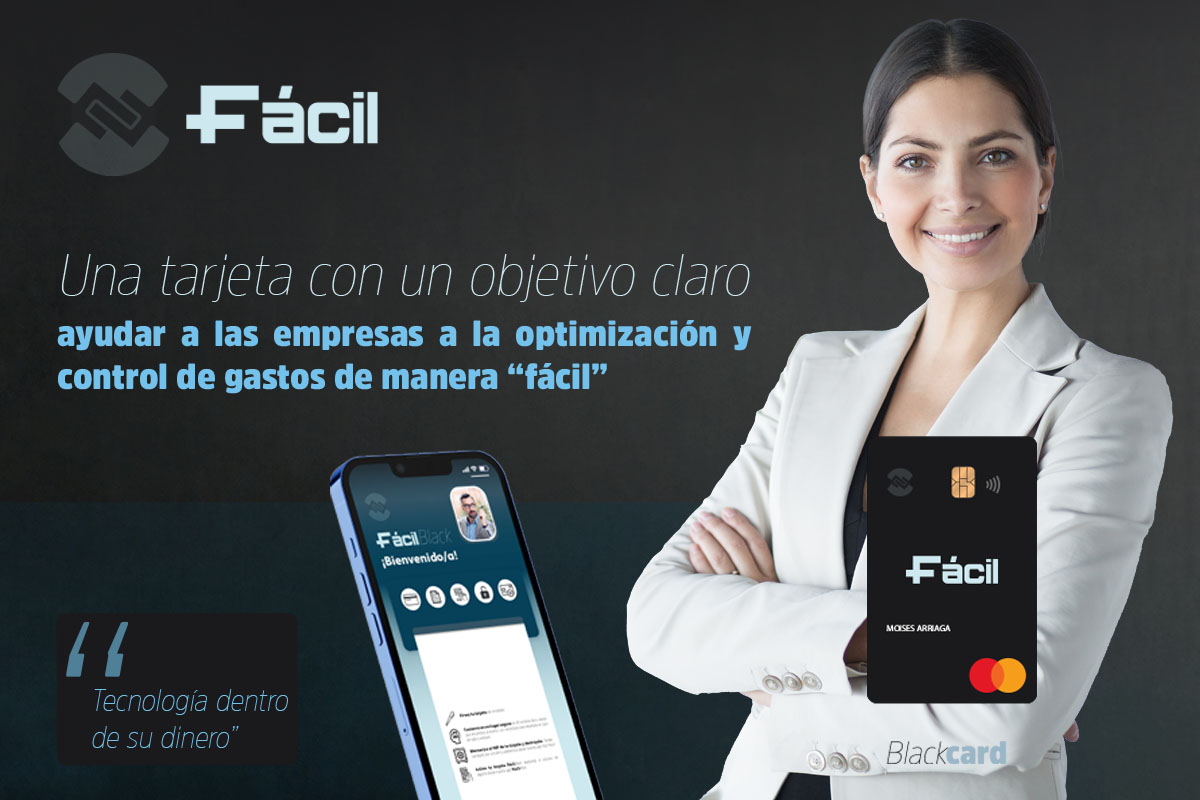 Fácil
Una tarjeta con un objetivo claro
ayudar a las empresas a la optimización y
control de gastos de manera “fácil”
FácilBlack
¡Bienvenido/a!
“
Tecnología dentro
de su dinero”
Fácil
MOISES ARRIAGA
Blackcard